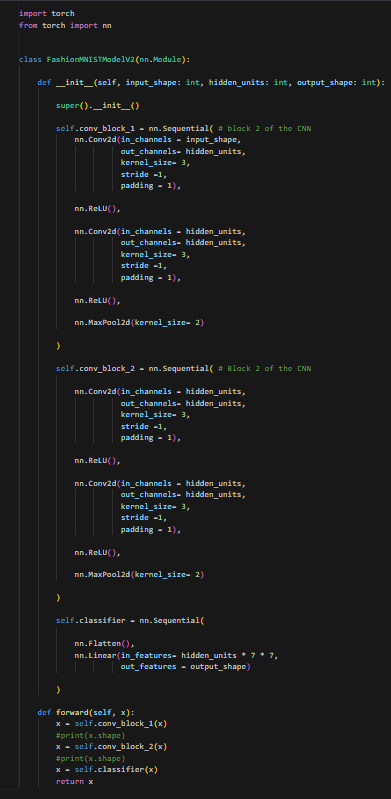 import torch
from torch import nn
class FashionMNISTModelV2(nn.Module):
def __init__(self, input_shape: int, hidden_units: int, output_shape: int):
super().__init__()
self.conv_block_1 = nn.Sequential( # block 2 of the CNN
nn.Conv2d(in_channels = input_shape,
out_channels= hidden_units,
kernel_size= 3,
stride =1,
padding = 1),
nn.ReLU(),
nn.Conv2d(in_channels = hidden_units,
out_channels= hidden_units,
kernel_size= 3,
stride =1,
padding = 1),
nn.ReLU(),
nn.MaxPool2d(kernel_size= 2)
)
self.conv_block_2 = nn.Sequential( # Block 2 of the CNN
nn.Conv2d(in_channels = hidden_units,
out_channels= hidden_units,
kernel_size= 3,
stride =1,
padding = 1),
nn.ReLU(),
nn.Conv2d(in_channels = hidden_units,
out_channels= hidden_units,
kernel_size= 3,
stride =1,
padding = 1),
nn.ReLU(),
nn.MaxPool2d(kernel_size= 2)
)
self.classifier = nn.Sequential(
nn.Flatten(),
nn.Linear(in_features= hidden_units * 7 * 7,
out_features = output_shape)
)
def forward(self, x):
x = self.conv_block_1(x)
#print(x.shape)
x = self.conv_block_2(x)
#print(x.shape)
x = self.classifier(x)
return x